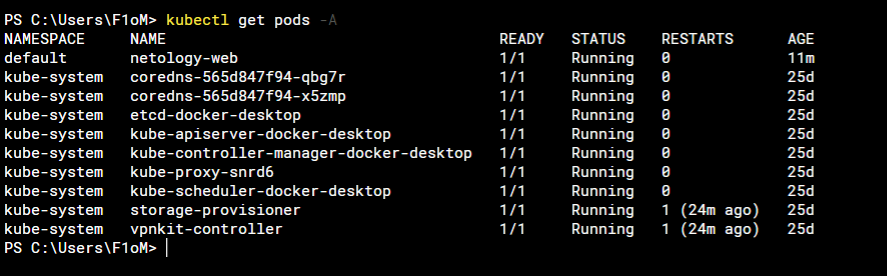 PS C:\Users\F1oM> kubectl get pods -A
NAMESPACE NAME READY STATUS RESTARTS AGE
default netology-web 1/1 Running 0 11m
kube-system coredns-565d847f94-qbg7r 1/1 Running 0 25d
kube-system coredns-565d847f94-x5zmp 1/1 Running 0 25d
kube-system etcd-docker-desktop 1/1 Running 0 25d
kube-system kube-apiserver-docker-desktop 1/1 Running 0 25d
kube-system kube-controller-manager-docker-desktop 1/1 Running 0 25d
kube-system kube-proxy-snrd6 1/1 Running 0 25d
kube-system kube-scheduler-docker-desktop 1/1 Running 0 25d
kube-system storage-provisioner 1/1 Running 1 (24m ago) 25d
kube-system vpnkit-controller 1/1 Running 1 (24m ago) 25d
PS C:\Users\F1oM>